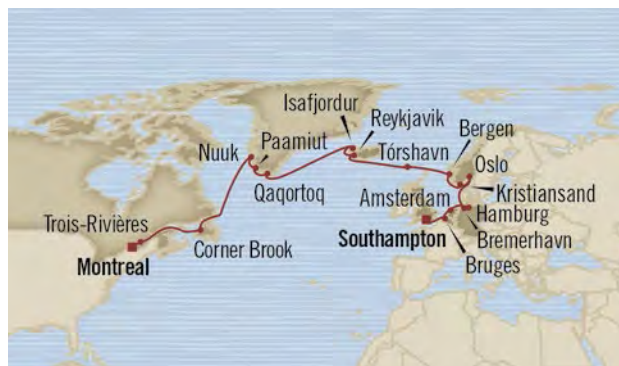 Isafjordur
Reykjavik
Bergen
Nuuk
Paamiut
Tórshavn
Oslo
Qaqortoq
Amsterdam
Kristiansand
Hamburg
Trois-Rivières
Southampton
Bremerhavn
Corner Brook
Montreal
Bruges